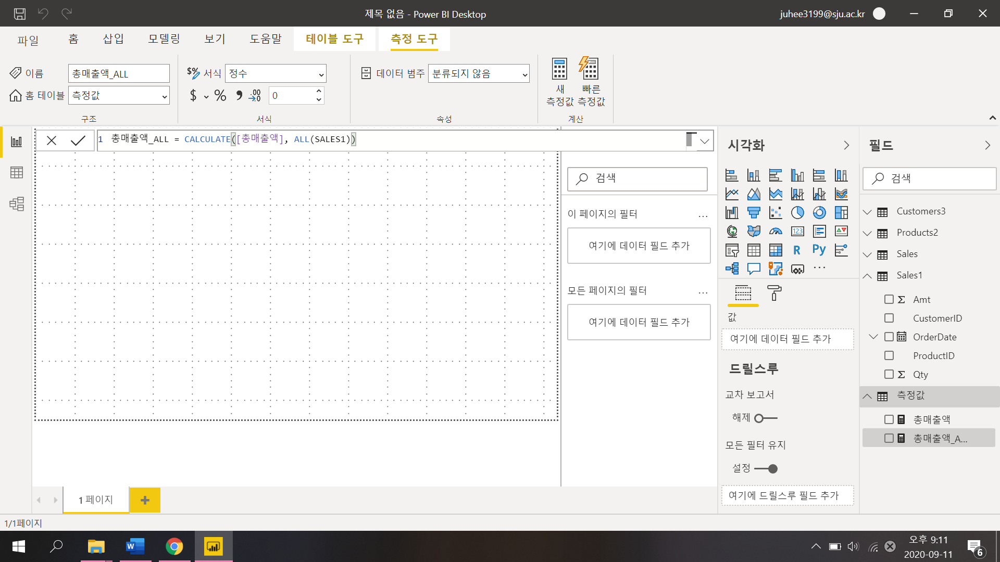 제목 없음 - Power BI Desktop
juhee3199@sju.ac.kr
파일 홈 삽입 모델링 보기 도움말 테이블 도구 측정 도구
이름 총매출액_ALL
홈 테이블 측정값
구조
$% 서식 정수
$ % 9 .00 →.0 0
서식
데이터 범주 분류되지 않음
속성
새 측정값
빠른 측정값
계산
1 총매출액_ALL = CALCULATE([총매출액], ALL(SALES1))
검색
이 페이지의 필터 ...
여기에 데이터 필드 추가
모든 페이지의 필터 ...
여기에 데이터 필드 추가
시각화
123
R Py
...
값
여기에 데이터 필드 추가
드릴스루
교차 보고서
해제
모든 필터 유지
설정
여기에 드릴스루 필드 추가
필드
검색
Customers3
Products2
Sales
Sales1
Σ Amt
CustomerID
OrderDate
ProductID
Σ Qty
측정값
총매출액
총매출액_A...
1 페이지 +
1/1페이지
W
오후 9:11
2020-09-11
6